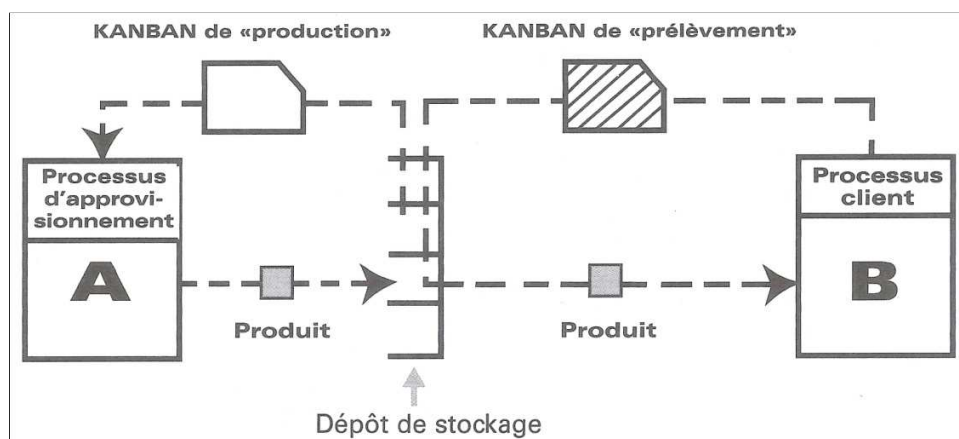 KANBAN de «production»
KANBAN de «prélèvement»
Processus
d'approvi-
sionnement
A
Produit
Processus
client
B
Produit
Dépôt de stockage